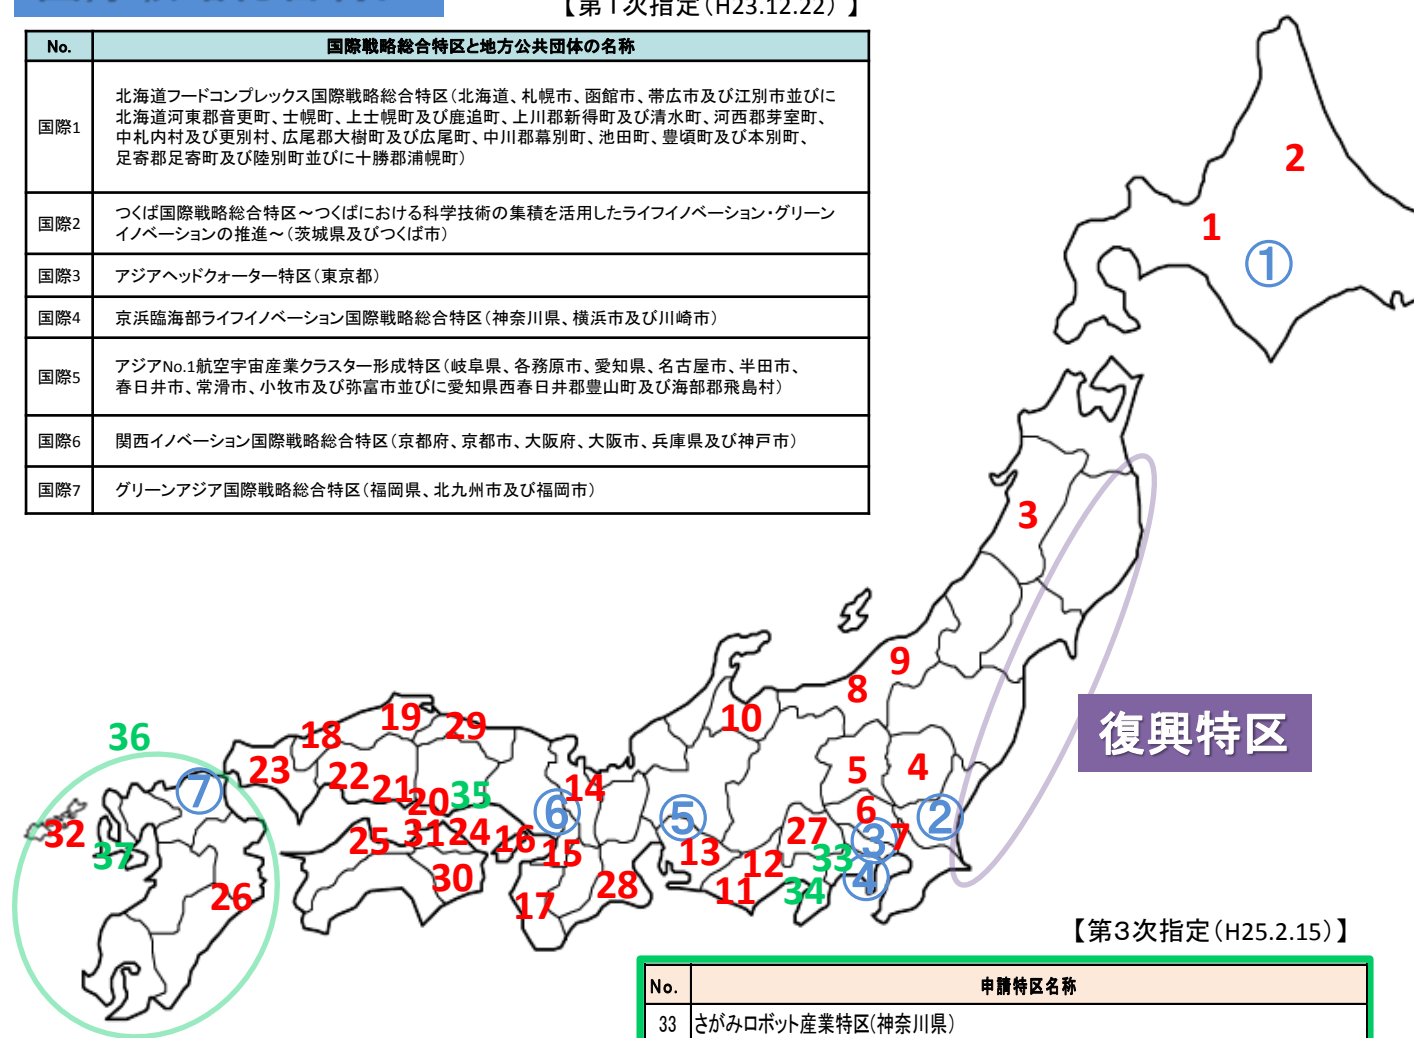 【第1次指定(H23.12.22) 】
No.
国際戦略総合特区と地方公共団体の名称
国際1
北海道フードコンプレックス国際戦略総合特区(北海道、札幌市、函館市、帯広市及び江別市並びに
北海道河東郡音更町、士幌町、上士幌町及び鹿追町、上川郡新得町及び清水町、河西郡芽室町、
中札内村及び更別村、広尾郡大樹町及び広尾町、中川郡幕別町、池田町、豊頃町及び本別町、
足寄郡足寄町及び陸別町並びに十勝郡浦幌町)
国際2
つくば国際戦略総合特区～つくばにおける科学技術の集積を活用したライフイノベーション・グリーン
イノベーションの推進～(茨城県及びつくば市)
国際3
アジアヘッドクォーター特区(東京都)
国際4
京浜臨海部ライフイノベーション国際戦略総合特区(神奈川県、横浜市及び川崎市)
国際5
アジアNo.1航空宇宙産業クラスター形成特区(岐阜県、各務原市、愛知県、名古屋市、半田市、
春日井市、常滑市、小牧市及び弥富市並びに愛知県西春日井郡豊山町及び海部郡飛島村)
国際6
関西イノベーション国際戦略総合特区(京都府、京都市、大阪府、大阪市、兵庫県及び神戸市)
国際7
グリーンアジア国際戦略総合特区(福岡県、北九州市及び福岡市)
2
1
①
3
9
8
10
19
29
18
36
復興特区
23
22
21
20
35
14
5
4
⑦
⑥
⑤
6
②
32
37
25
31
24
16
15
13
12
27
③
7
33
④
34
11
30
28
17
26
【第3次指定(H25.2.15)】
No.
申請特区名称
33
さがみロボット産業特区(神奈川県)